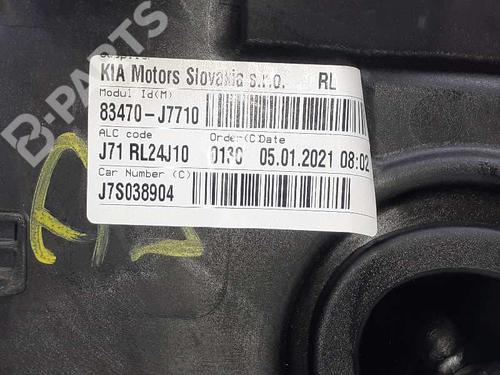 B-PARTS
KIA Motors Slovakia s.r.o. RL
Modul Id(M)
83470-J7710
ALC code Order(C)Date
J71 RL24J10 013C 05.01.2021 08:02
Car Number (C)
J7S038904